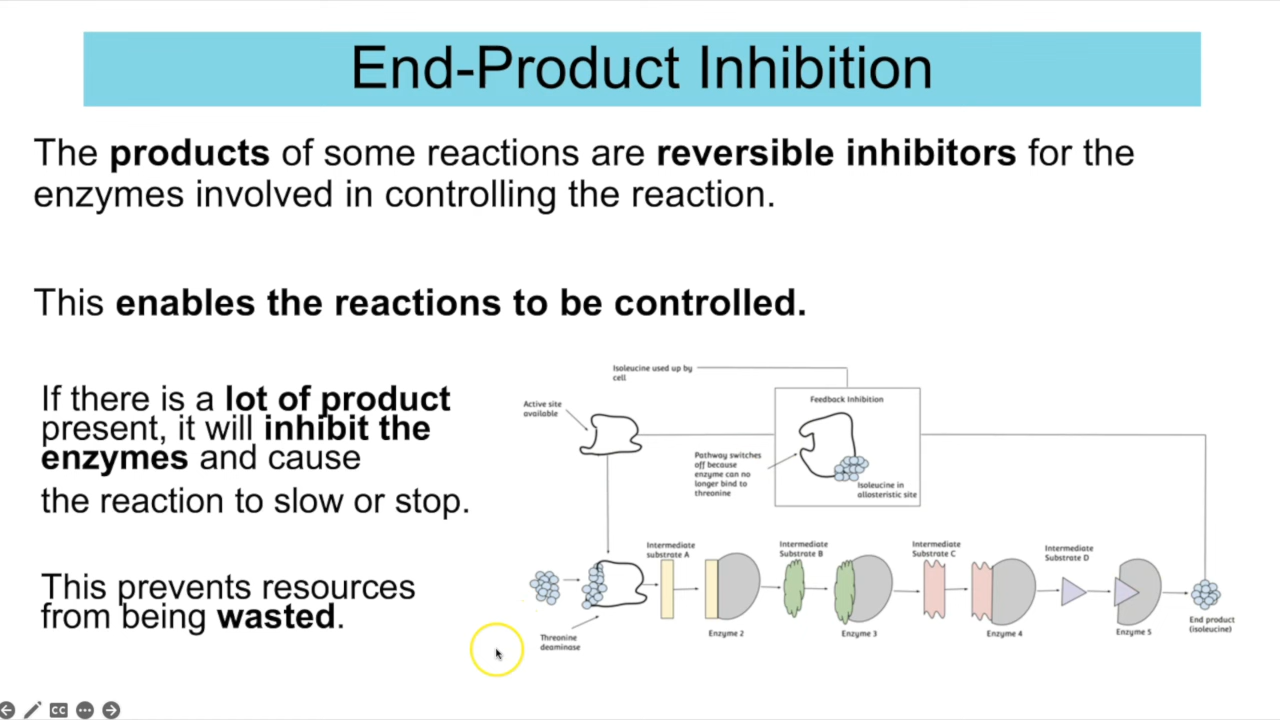 End-Product Inhibition
The products of some reactions are reversible inhibitors for the
enzymes involved in controlling the reaction.
This enables the reactions to be controlled.
If there is a lot of product
present, it will inhibit the
enzymes and cause
the reaction to slow or stop.
This prevents resources
from being wasted.
Isoleucine used up by
cell
Active site
available
Feedback Inhibition
Pathway switches
off because
enzyme can no
longer bind to
threonine
Isoleucine in
allosteristic site
Intermediate
substrate A
Intermediate
Substrate B
Intermediate
Substrate C
Intermediate
Substrate D
Threonine
deaminase
Enzyme 2
Enzyme 3
Enzyme 4
Enzyme 5
End product
(isoleucine)
CC